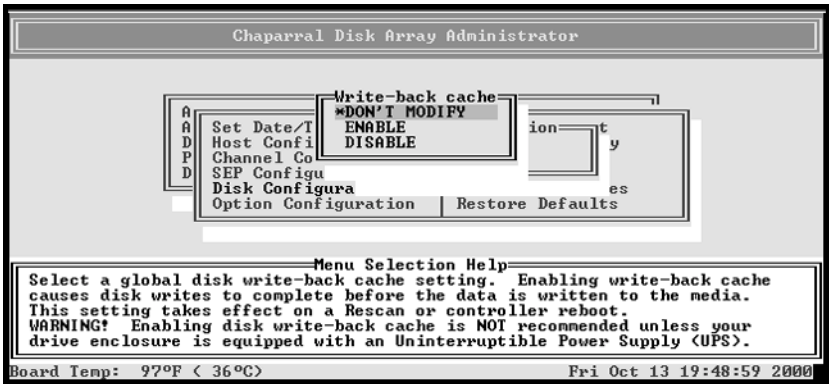 Chaparral Disk Array Administrator
Write-back cache
*DON'T MODIFY
ENABLE
DISABLE
A
A
D
P
D
Set Date/T
Host Confi
Channel Co
SEP Configu
Disk Configura
Option Configuration
ion
t
y
es
Restore Defaults
Menu Selection Help
Select a global disk write-back cache setting. Enabling write-back cache
causes disk writes to complete before the data is written to the media.
This setting takes effect on a Rescan or controller reboot.
WARNING! Enabling disk write-back cache is NOT recommended unless your
drive enclosure is equipped with an Uninterruptible Power Supply (UPS).
Board Temp: 97ºF ( 36ºC)
Fri Oct 13 19:48:59 2000